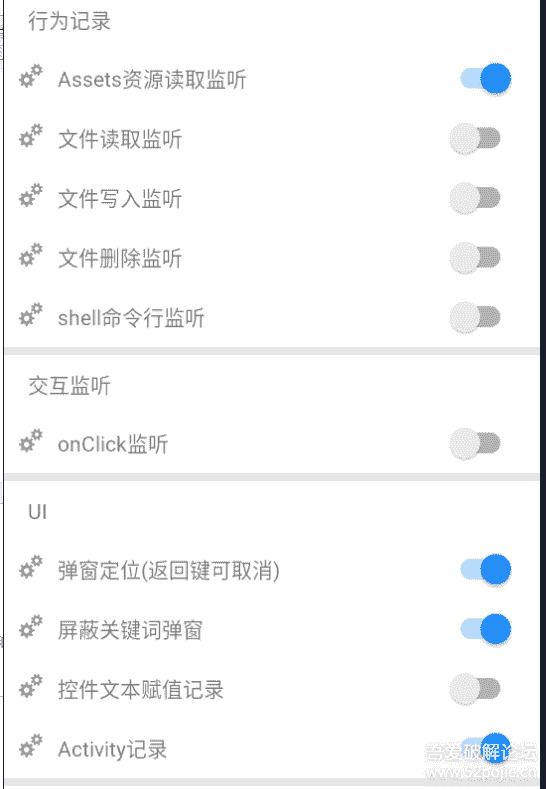 行为记录
Assets资源读取监听
文件读取监听
文件写入监听
文件删除监听
shell命令行监听
交互监听
onClick监听
UI
弹窗定位(返回键可取消)
屏蔽关键词弹窗
控件文本赋值记录
Activity记录
吾爱破解论坛
www.52pojie.cn